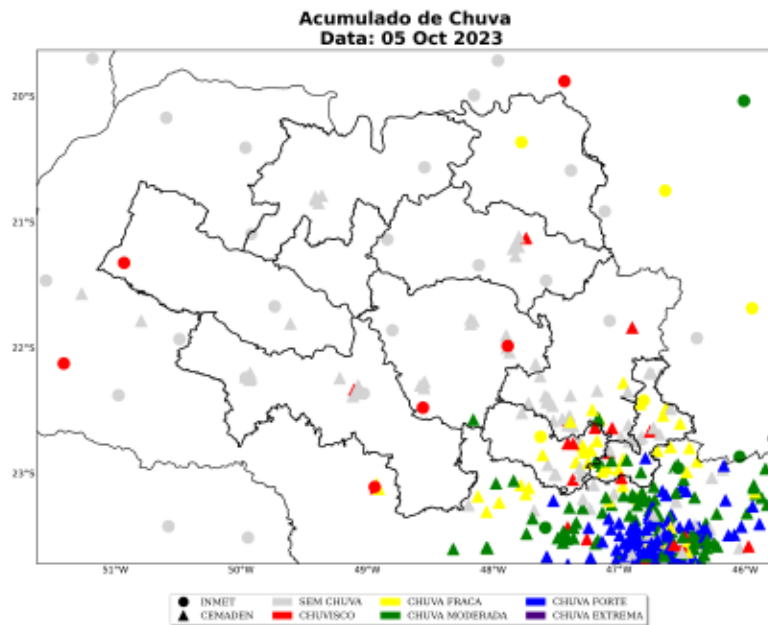 Acumulado de Chuva
Data: 05 Oct 2023
20°S
21°S
22°S
23°S
51°W
50°W
49°W
48°W
47°W
46°W
INMET
SEM CHUVA
CHUVA FRACA
CHUVA FORTE
CEMADEN
CHUVISCO
CHUVA MODERADA
CHUVA EXTREMA